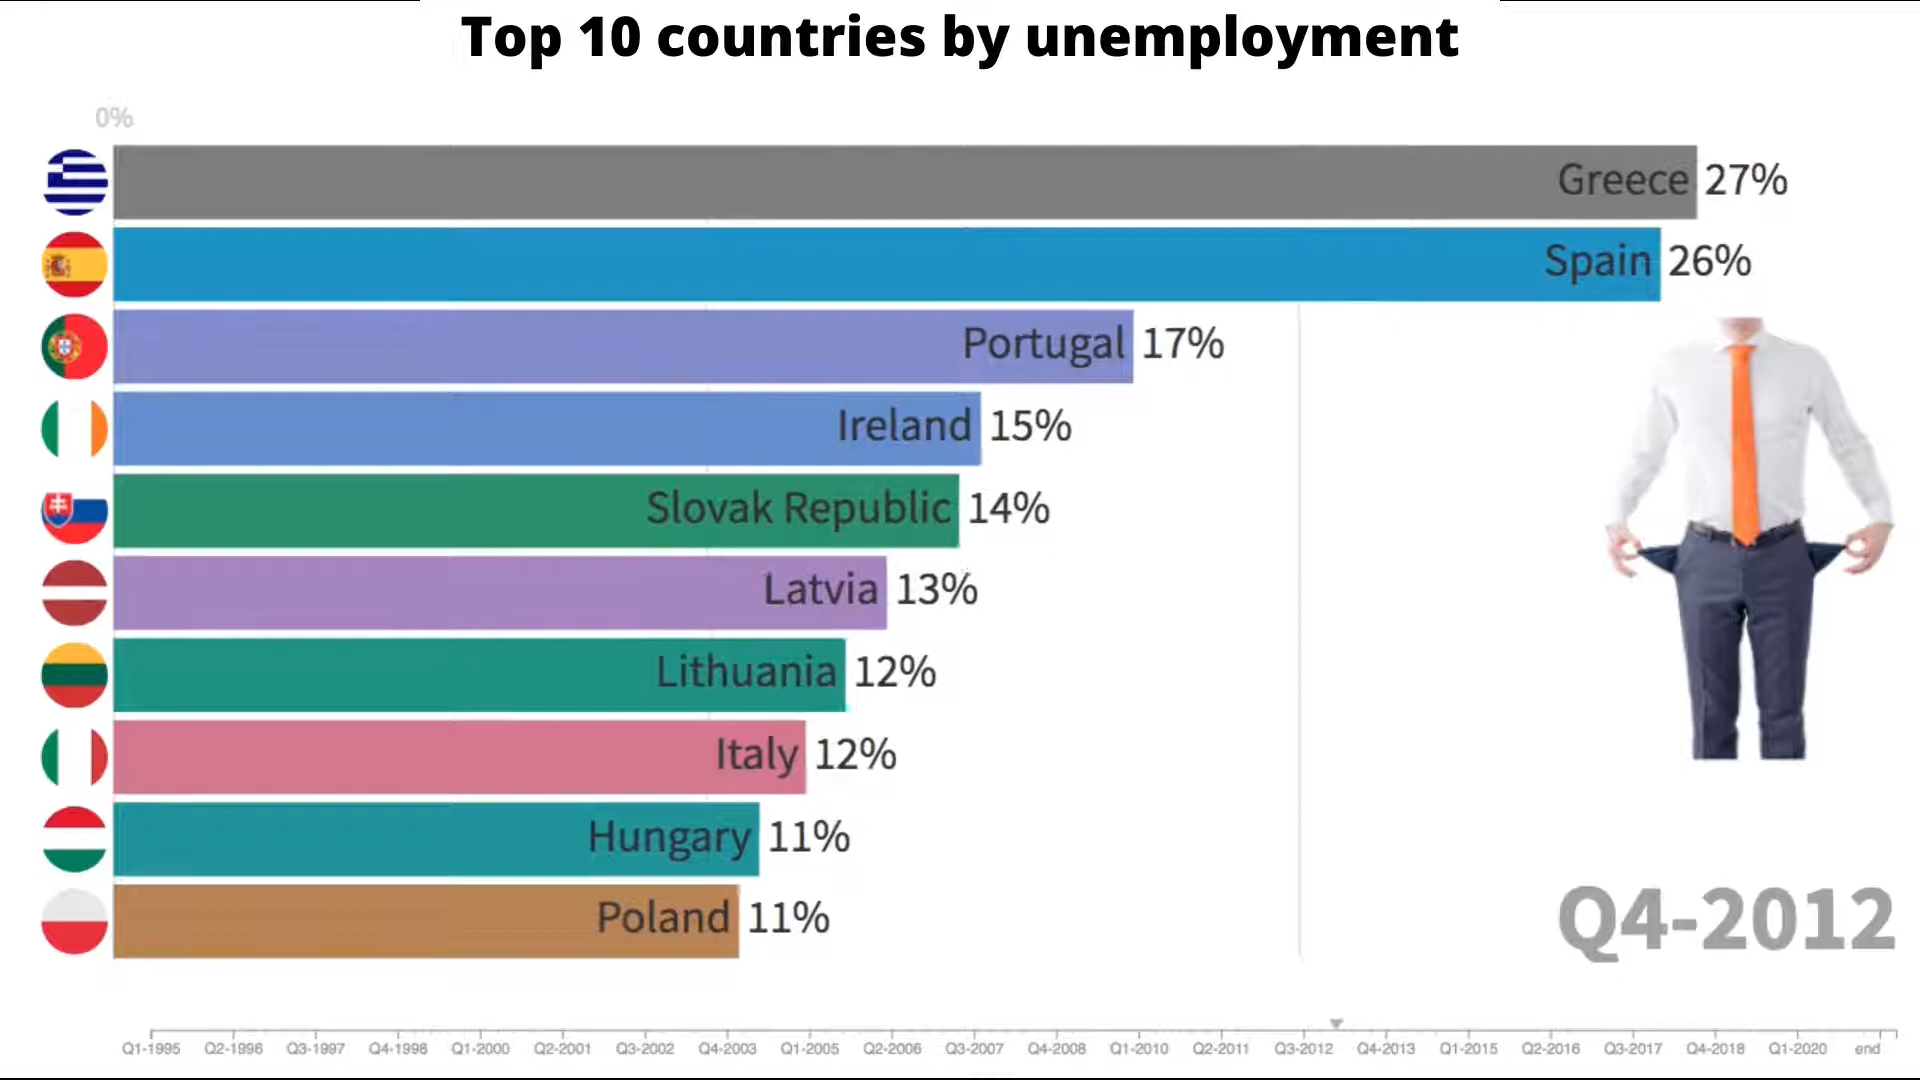 Top 10 countries by unemployment
0%
Greece 27%
Spain 26%
Portugal 17%
Ireland 15%
Slovak Republic 14%
Latvia 13%
Lithuania 12%
Italy 12%
Hungary 11%
Poland 11%
Q4-2012
Q1-1995 Q2-1996 Q3-1997 Q4-1998 Q1-2000 Q2-2001 Q3-2002 Q4-2003 Q1-2005 Q2-2006 Q3-2007 Q4-2008 Q1-2010 Q2-2011 Q3-2012 Q4-2013 Q1-2015 Q2-2016 Q3-2017 Q4-2018 Q1-2020 end